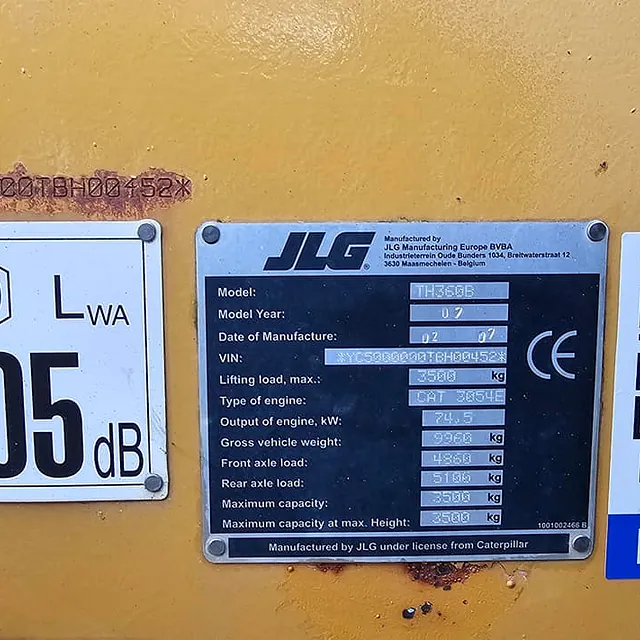 00TBH00452*
LWA
05 dB
JLG®
Manufactured by
JLG Manufacturing Europe BVBA
Industrieterrein Oude Bunders 1034, Breitwaterstraat 12
3630 Maasmechelen - Belgium
Model: TH360B
Model Year: 07
Date of Manufacture: 02 07
VIN: *YC5000000TBH00452*
Lifting load, max.: 3500 kg
Type of engine: CAT 3054E
Output of engine, kW: 74,5
Gross vehicle weight: 9960 kg
Front axle load: 4860
Rear axle load: 5100 kg
Maximum capacity: 3500 kg
Maximum capacity at max. Height: 3500 kg
CE
1001002466 B
Manufactured by JLG under license from Caterpillar